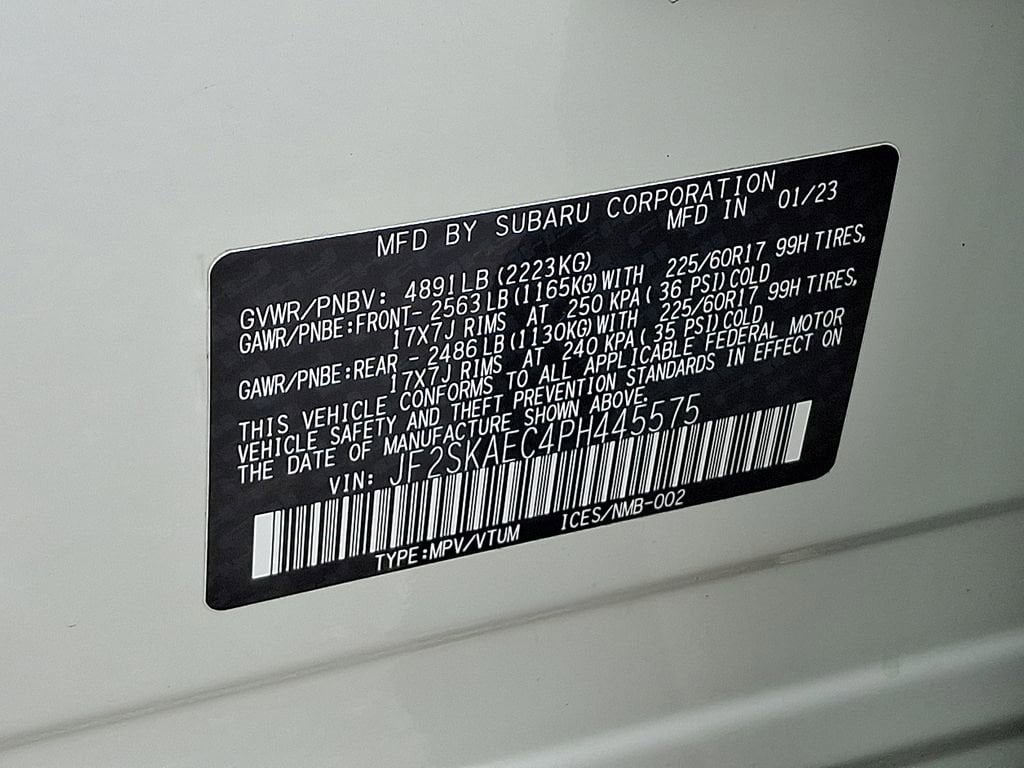 MFD BY SUBARU CORPORATION
MFD IN 01/23
GVWR/PNBV: 4891LB (2223KG)
GAWR/PNBE:FRONT- 2563LB(1165KG)WITH 225/60R17 99H TIRES,
17X7J RIMS AT 250 KPA( 36 PSI)COLD
GAWR/PNBE:REAR - 2486LB(1130KG)WITH 225/60R17 99H TIRES,
17X7J RIMS AT 240 KPA( 35 PSI)COLD
THIS VEHICLE CONFORMS TO ALL APPLICABLE FEDERAL MOTOR
VEHICLE SAFETY AND THEFT PREVENTION STANDARDS IN EFFECT ON
THE DATE OF MANUFACTURE SHOWN ABOVE.
VIN: JF2SKAEC4PH445575
TYPE:MPV/VTUM ICES/NMB-002